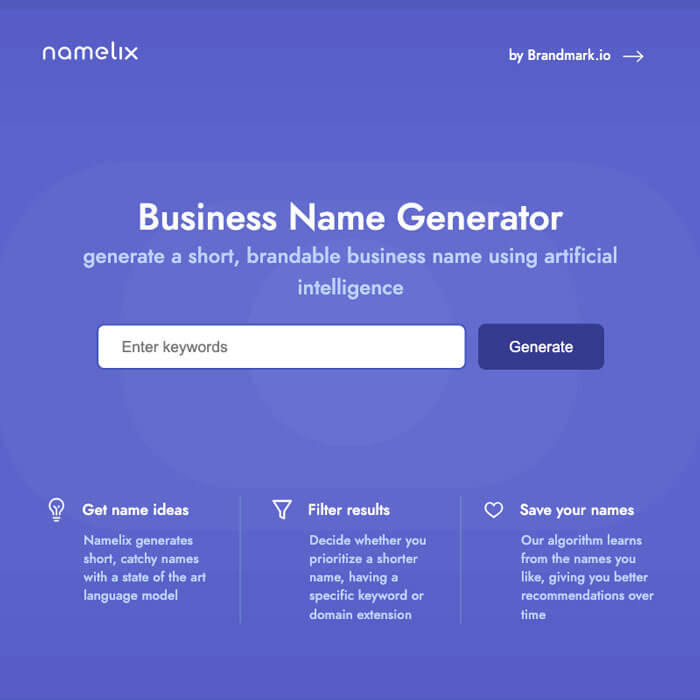 namelix
by Brandmark.io
Business Name Generator
generate a short, brandable business name using artificial
intelligence
Enter keywords
Generate
Get name ideas
Namelix generates
short, catchy names
with a state of the art
language model
Filter results
Decide whether you
prioritize a shorter
name, having a
specific keyword or
domain extension
Save your names
Our algorithm learns
from the names you
like, giving you better
recommendations over
time